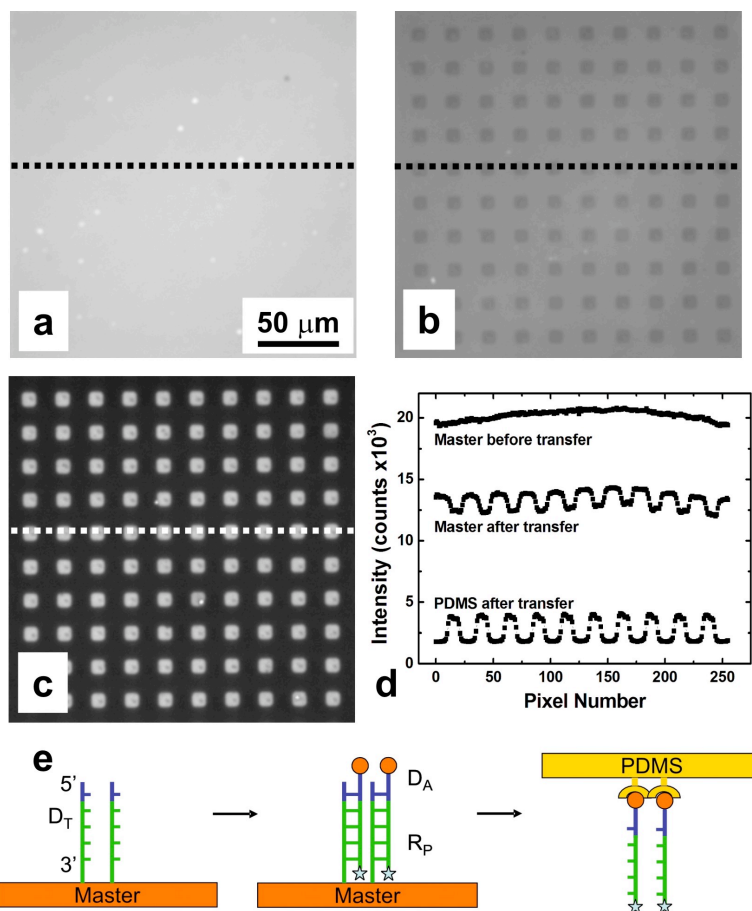 a
50 μm
b
c
d
Intensity (counts x10³)
20
15
10
5
0
Master before transfer
Master after transfer
PDMS after transfer
0 50 100 150 200 250
Pixel Number
e
5’
D_T
3’
Master
D_A
R_P
Master
PDMS